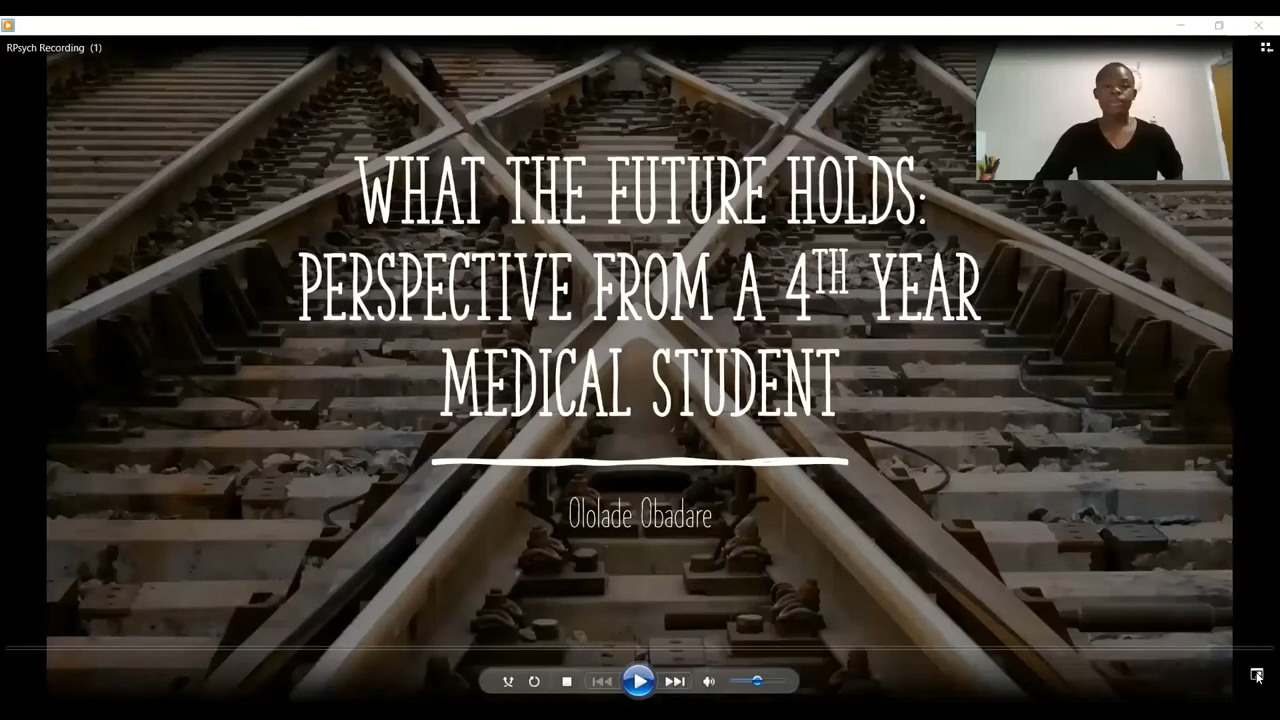 RPsych Recording (1)
WHAT THE FUTURE HOLDS:
PERSPECTIVE FROM A 4TH YEAR
MEDICAL STUDENT
Ololade Obadare